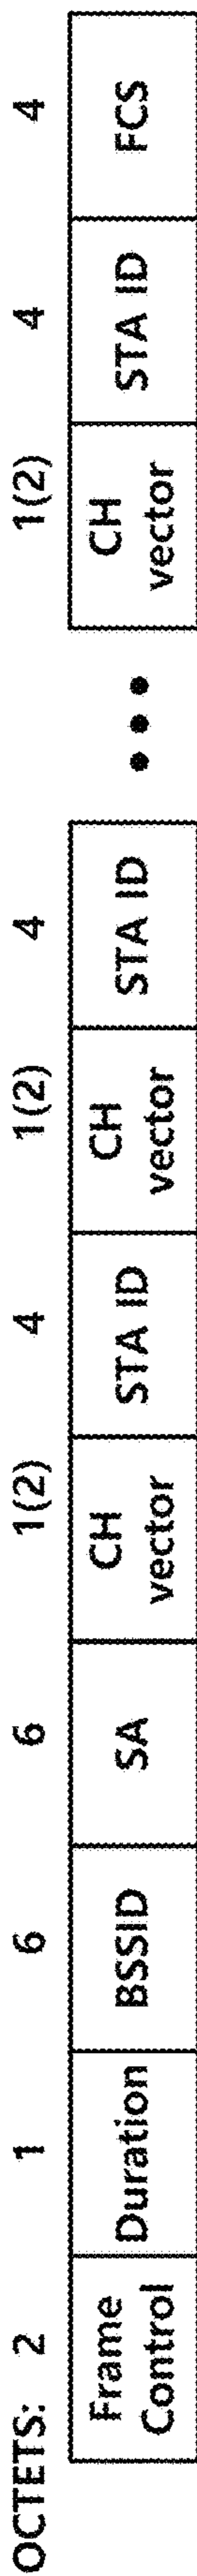 OCTETS: 2 1 6 6 1(2) 4 1(2) 4 1(2) 4 4
Frame Control
Duration
BSSID
SA
CH vector
STA ID
CH vector
STA ID
•••
CH vector
STA ID
FCS